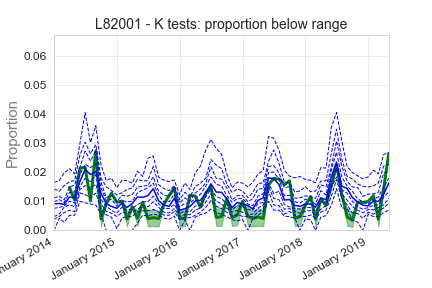 L82001 - K tests: proportion below range
Proportion
0.06
0.05
0.04
0.03
0.02
0.01
0.00
2014
January 2015
January 2016
January 2017
January 2018
January 2019